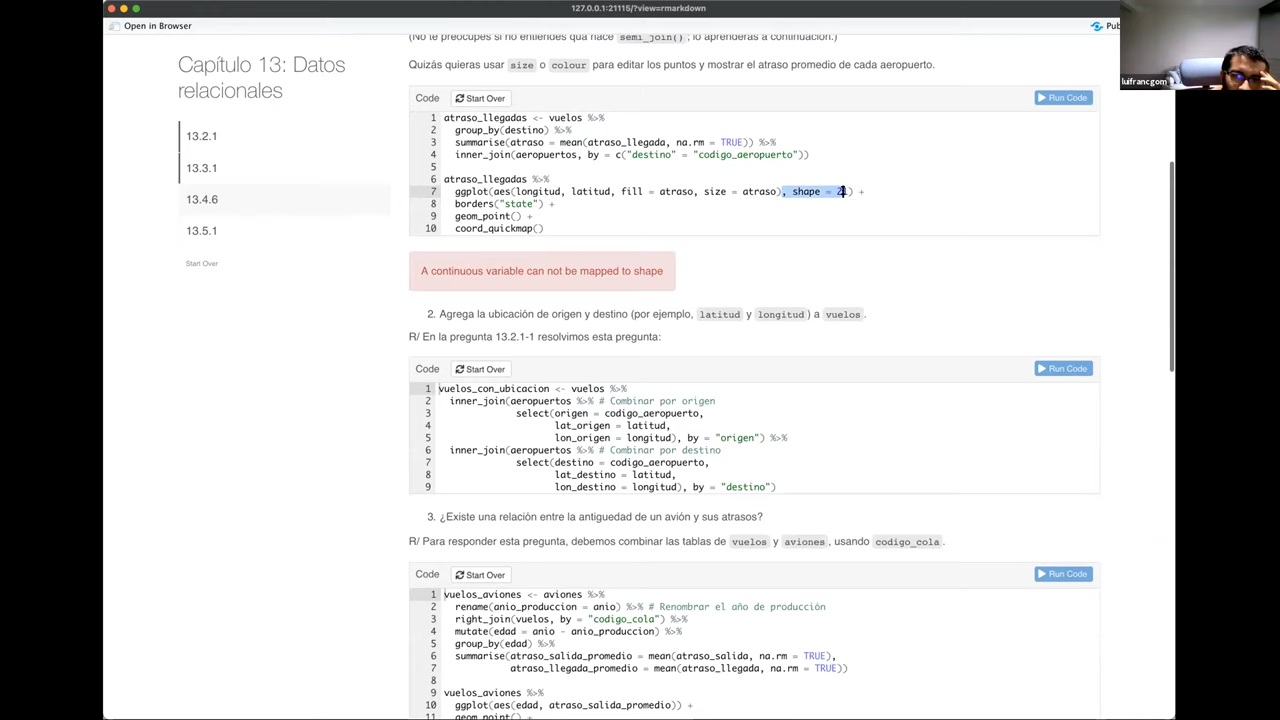 127.0.0.1:21115/?view=rmarkdown
Open in Browser
luifrancgom
Capítulo 13: Datos
relacionales
13.2.1
13.3.1
13.4.6
13.5.1
Start Over
(No te preocupes si no entiendes qua hace semi_join(); lo aprenderas a continuación.)
Quizás quieras usar size o colour para editar los puntos y mostrar el atraso promedio de cada aeropuerto.
Code Start Over Run Code
1 atraso_llegadas <- vuelos %>%
2 group_by(destino) %>%
3 summarise(atraso = mean(atraso_llegada, na.rm = TRUE)) %>%
4 inner_join(aeropuertos, by = c("destino" = "codigo_aeropuerto"))
5
6 atraso_llegadas %>%
7 ggplot(aes(longitud, latitud, fill = atraso, size = atraso), shape = 21) +
8 borders("state") +
9 geom_point() +
10 coord_quickmap()
A continuous variable can not be mapped to shape
2. Agrega la ubicación de origen y destino (por ejemplo, latitud y longitud) a vuelos.
R/ En la pregunta 13.2.1-1 resolvimos esta pregunta:
Code Start Over Run Code
1 vuelos_con_ubicacion <- vuelos %>%
2 inner_join(aeropuertos %>% # Combinar por origen
3 select(origen = codigo_aeropuerto,
4 lat_origen = latitud,
5 lon_origen = longitud), by = "origen") %>%
6 inner_join(aeropuertos %>% # Combinar por destino
7 select(destino = codigo_aeropuerto,
8 lat_destino = latitud,
9 lon_destino = longitud), by = "destino")
3. ¿Existe una relación entre la antiguedad de un avión y sus atrasos?
R/ Para responder esta pregunta, debemos combinar las tablas de vuelos y aviones, usando codigo_cola.
Code Start Over Run Code
1 vuelos_aviones <- aviones %>%
2 rename(anio_produccion = anio) %>% # Renombrar el año de producción
3 right_join(vuelos, by = "codigo_cola") %>%
4 mutate(edad = anio - anio_produccion) %>%
5 group_by(edad) %>%
6 summarise(atraso_salida_promedio = mean(atraso_salida, na.rm = TRUE),
7 atraso_llegada_promedio = mean(atraso_llegada, na.rm = TRUE))
8
9 vuelos_aviones %>%
10 ggplot(aes(edad, atraso_salida_promedio)) +
11 geom_point() +